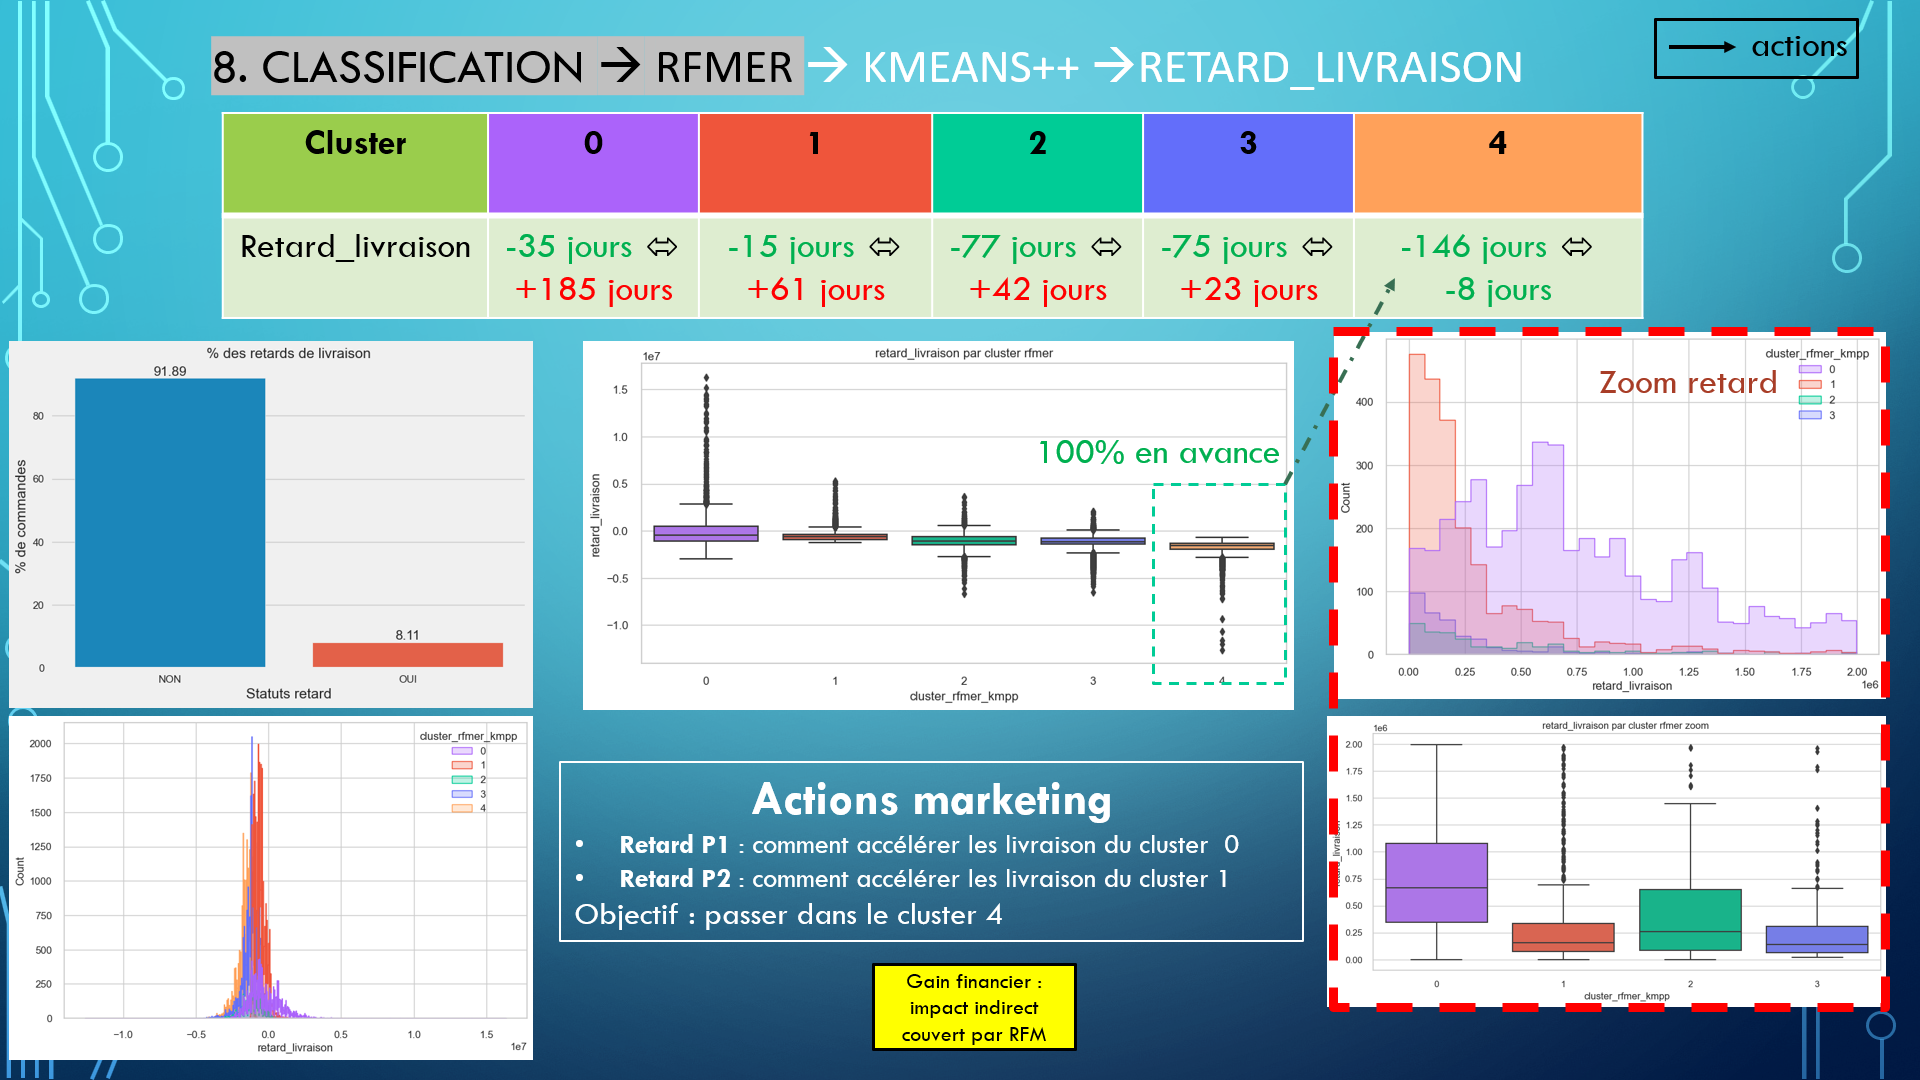 8. CLASSIFICATION → RFMER → KMEANS++ →RETARD_LIVRAISON
→ actions
Cluster 0 1 2 3 4
Retard_livraison -35 jours ⬄ -15 jours ⬄ -77 jours ⬄ -75 jours ⬄ -146 jours ⬄
+185 jours +61 jours +42 jours +23 jours -8 jours
% des retards de livraison
91.89
80
60
40
20
0
8.11
% de commandes
NON OUI
Statuts retard
retard_livraison par cluster rfmer
1e7
1.5
1.0
0.5
0.0
−0.5
−1.0
retard_livraison
100% en avance
0 1 2 3 4
cluster_rfmer_kmpp
cluster_rfmer_kmpp
0
1
2
3
Zoom retard
400
300
200
100
0
Count
0.00 0.25 0.50 0.75 1.00 1.25 1.50 1.75 2.00
retard_livraison
1e6
cluster_rfmer_kmpp
0
1
2
3
4
2000
1750
1500
1250
1000
750
500
250
0
Count
−1.0 −0.5 0.0 0.5 1.0 1.5
retard_livraison
1e7
Actions marketing
• Retard P1 : comment accélérer les livraison du cluster 0
• Retard P2 : comment accélérer les livraison du cluster 1
Objectif : passer dans le cluster 4
Gain financier :
impact indirect
couvert par RFM
retard_livraison par cluster rfmer zoom
1e6
2.00
1.75
1.50
1.25
1.00
0.75
0.50
0.25
0.00
retard_livraison
0 1 2 3
cluster_rfmer_kmpp